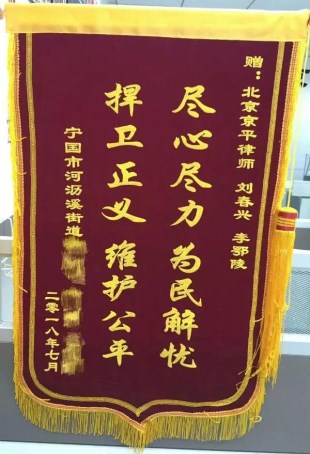 赠：北京京平律师 刘春兴 李鄂陵
尽心尽力 为民解忧
捍卫正义 维护公平
宁国市河沥溪街道
二零一八年七月